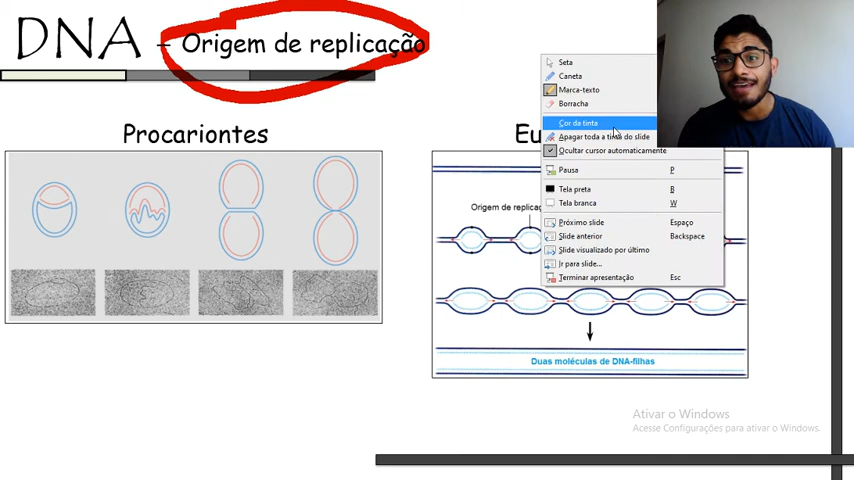 DNA – Origem de replicação
Procariontes
Eu
Origem de replicaç
Duas moléculas de DNA-filhas
Seta
Caneta
Marca-texto
Borracha
Cor da tinta
Apagar toda a tinta do slide
Ocultar cursor automaticamente
Pausa P
Tela preta B
Tela branca W
Próximo slide Espaço
Slide anterior Backspace
Slide visualizado por último
Ir para slide...
Terminar apresentação Esc
Ativar o Windows
Acesse Configurações para ativar o Windows.